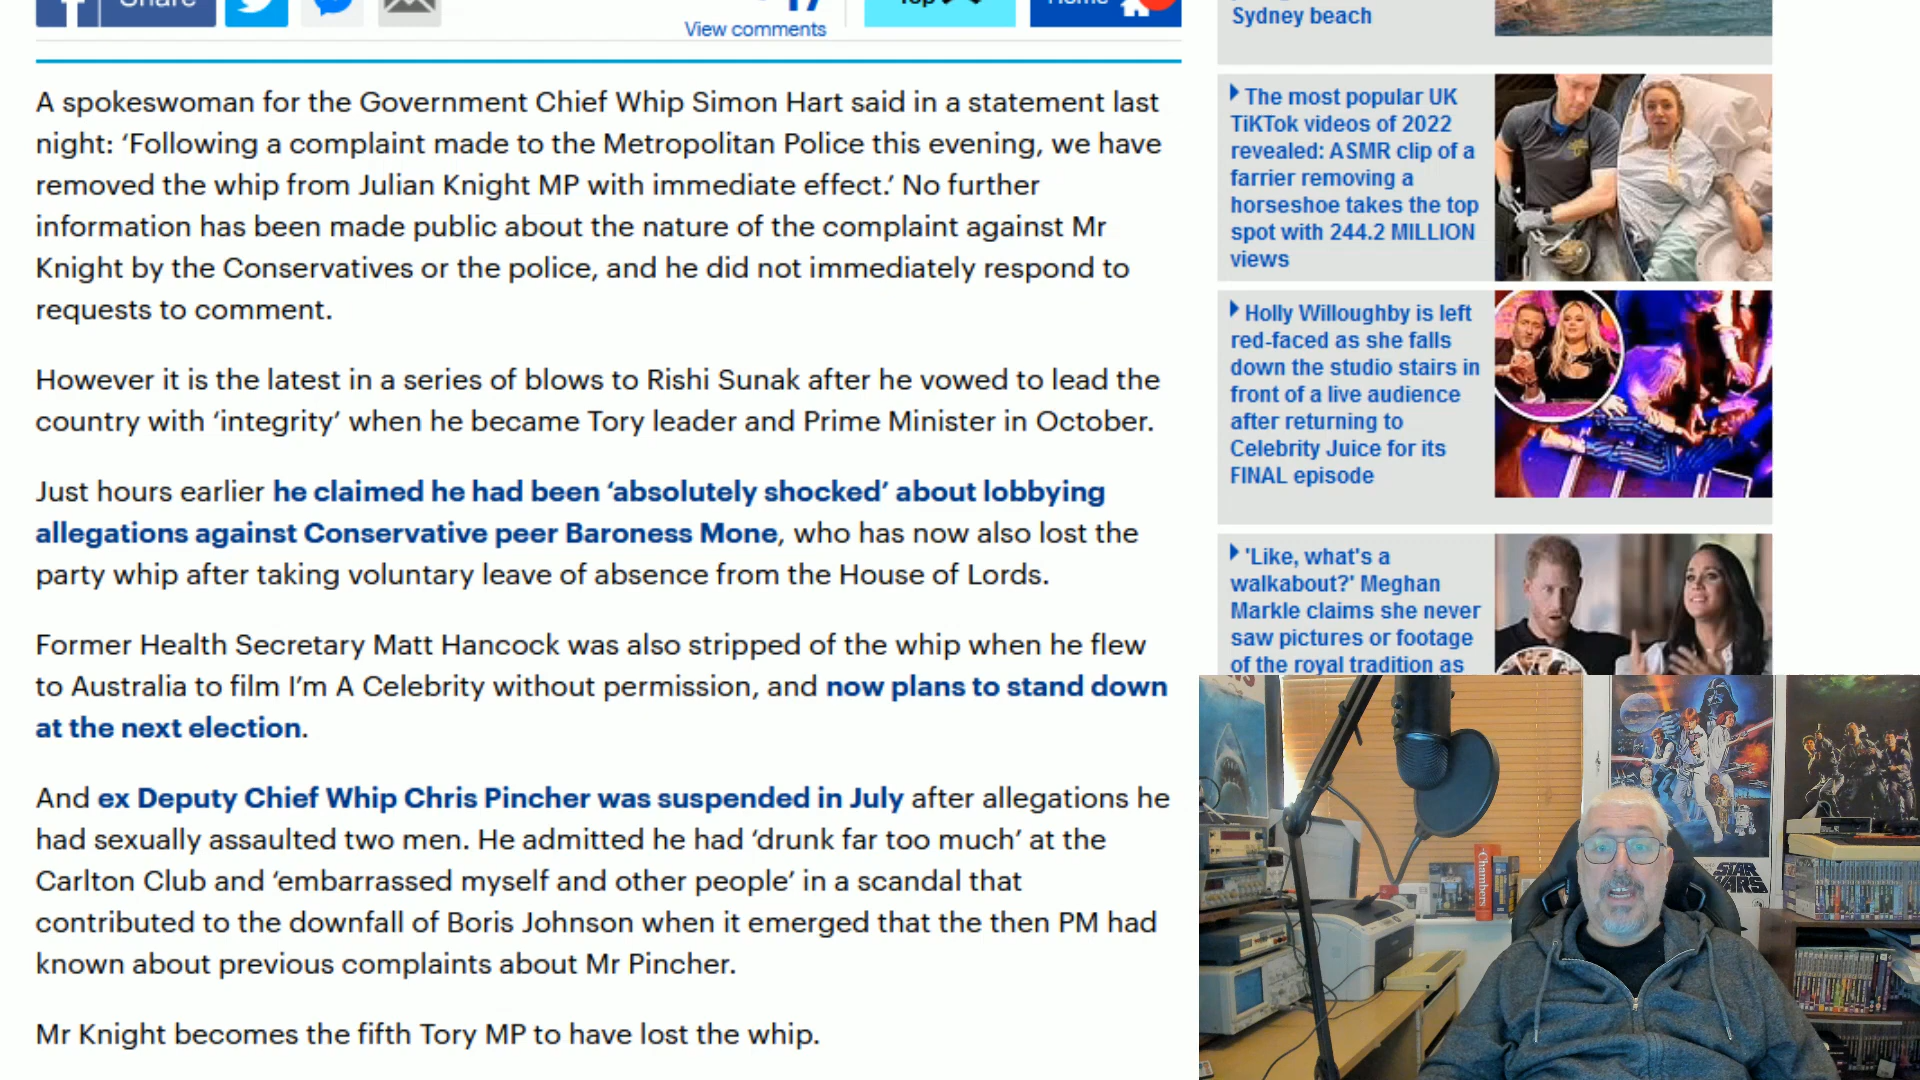 Share
17
View comments
Top
Home
A spokeswoman for the Government Chief Whip Simon Hart said in a statement last
night: ‘Following a complaint made to the Metropolitan Police this evening, we have
removed the whip from Julian Knight MP with immediate effect.’ No further
information has been made public about the nature of the complaint against Mr
Knight by the Conservatives or the police, and he did not immediately respond to
requests to comment.
However it is the latest in a series of blows to Rishi Sunak after he vowed to lead the
country with ‘integrity’ when he became Tory leader and Prime Minister in October.
Just hours earlier he claimed he had been ‘absolutely shocked’ about lobbying
allegations against Conservative peer Baroness Mone, who has now also lost the
party whip after taking voluntary leave of absence from the House of Lords.
Former Health Secretary Matt Hancock was also stripped of the whip when he flew
to Australia to film I’m A Celebrity without permission, and now plans to stand down
at the next election.
And ex Deputy Chief Whip Chris Pincher was suspended in July after allegations he
had sexually assaulted two men. He admitted he had ‘drunk far too much’ at the
Carlton Club and ‘embarrassed myself and other people’ in a scandal that
contributed to the downfall of Boris Johnson when it emerged that the then PM had
known about previous complaints about Mr Pincher.
Mr Knight becomes the fifth Tory MP to have lost the whip.
Sydney beach
The most popular UK
TiKTok videos of 2022
revealed: ASMR clip of a
farrier removing a
horseshoe takes the top
spot with 244.2 MILLION
views
Holly Willoughby is left
red-faced as she falls
down the studio stairs in
front of a live audience
after returning to
Celebrity Juice for its
FINAL episode
'Like, what's a
walkabout?' Meghan
Markle claims she never
saw pictures or footage
of the royal tradition as
Chambers
STAR
WARS